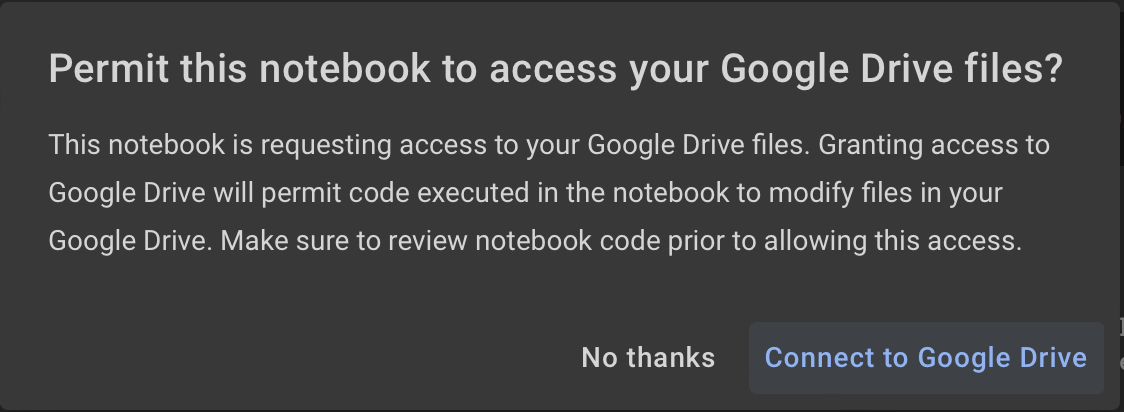 Permit this notebook to access your Google Drive files?
This notebook is requesting access to your Google Drive files. Granting access to
Google Drive will permit code executed in the notebook to modify files in your
Google Drive. Make sure to review notebook code prior to allowing this access.
No thanks
Connect to Google Drive